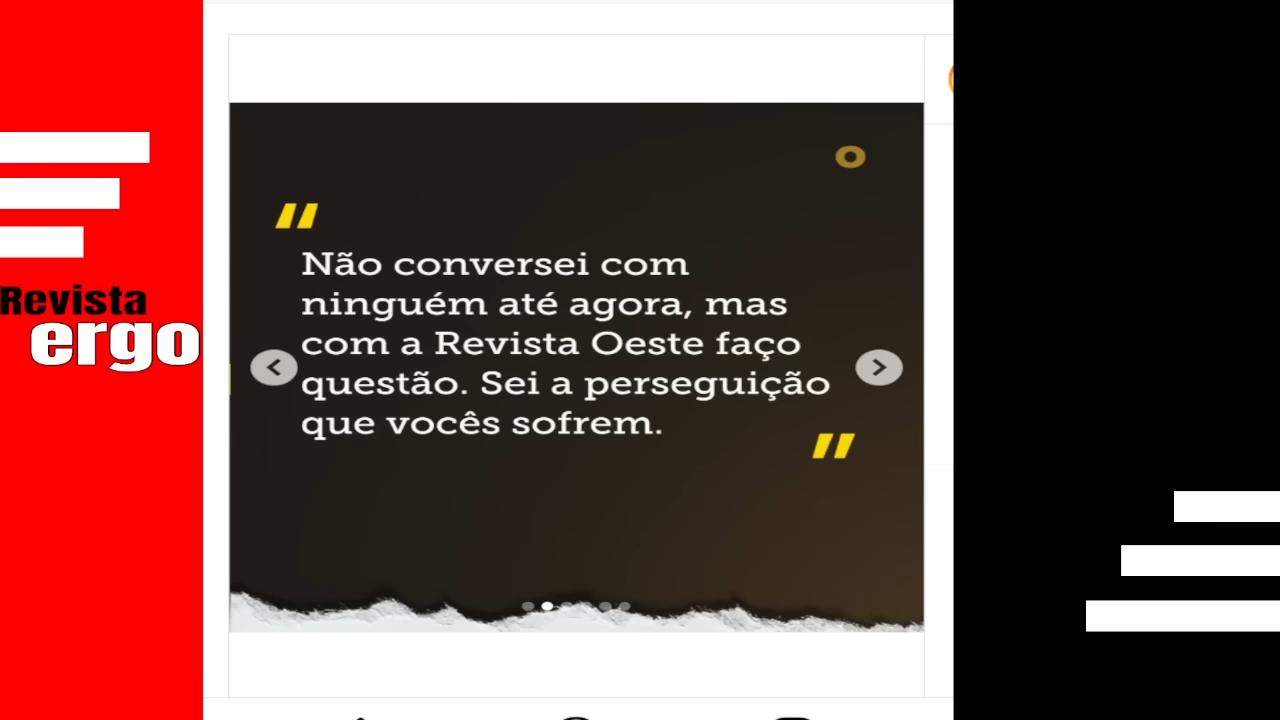 Revista
ergo
“
Não conversei com
ninguém até agora, mas
com a Revista Oeste faço
questão. Sei a perseguição
que vocês sofrem.
”